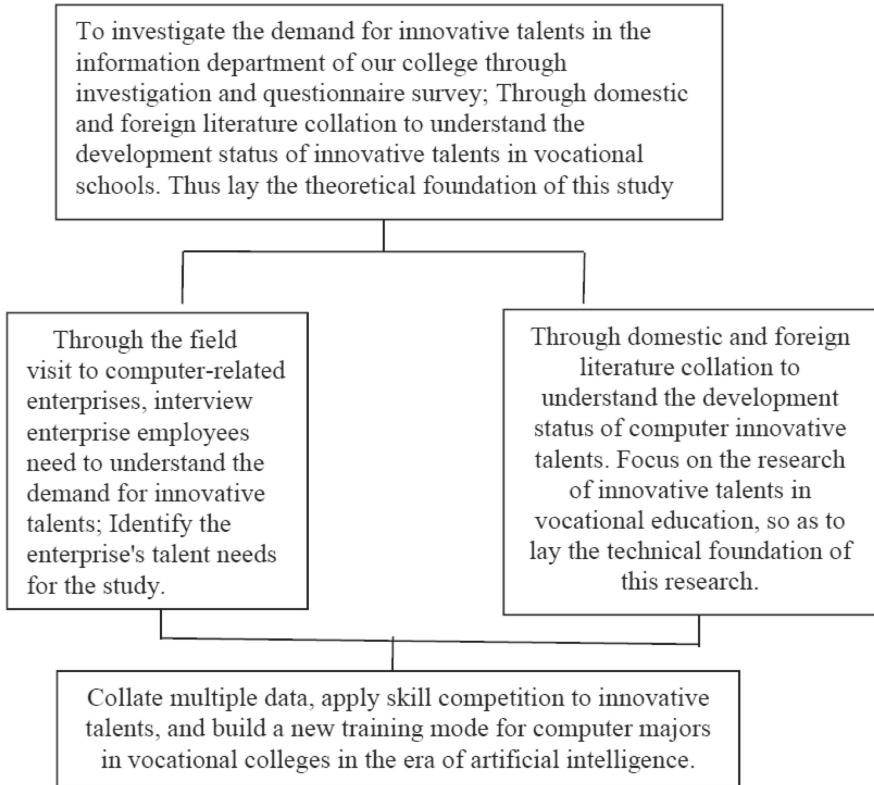 To investigate the demand for innovative talents in the
information department of our college through
investigation and questionnaire survey; Through domestic
and foreign literature collation to understand the
development status of innovative talents in vocational
schools. Thus lay the theoretical foundation of this study
Through the field
visit to computer-related
enterprises, interview
enterprise employees
need to understand the
demand for innovative
talents; Identify the
enterprise's talent needs
for the study.
Through domestic and foreign
literature collation to
understand the development
status of computer innovative
talents. Focus on the research
of innovative talents in
vocational education, so as to
lay the technical foundation of
this research.
Collate multiple data, apply skill competition to innovative
talents, and build a new training mode for computer majors
in vocational colleges in the era of artificial intelligence.